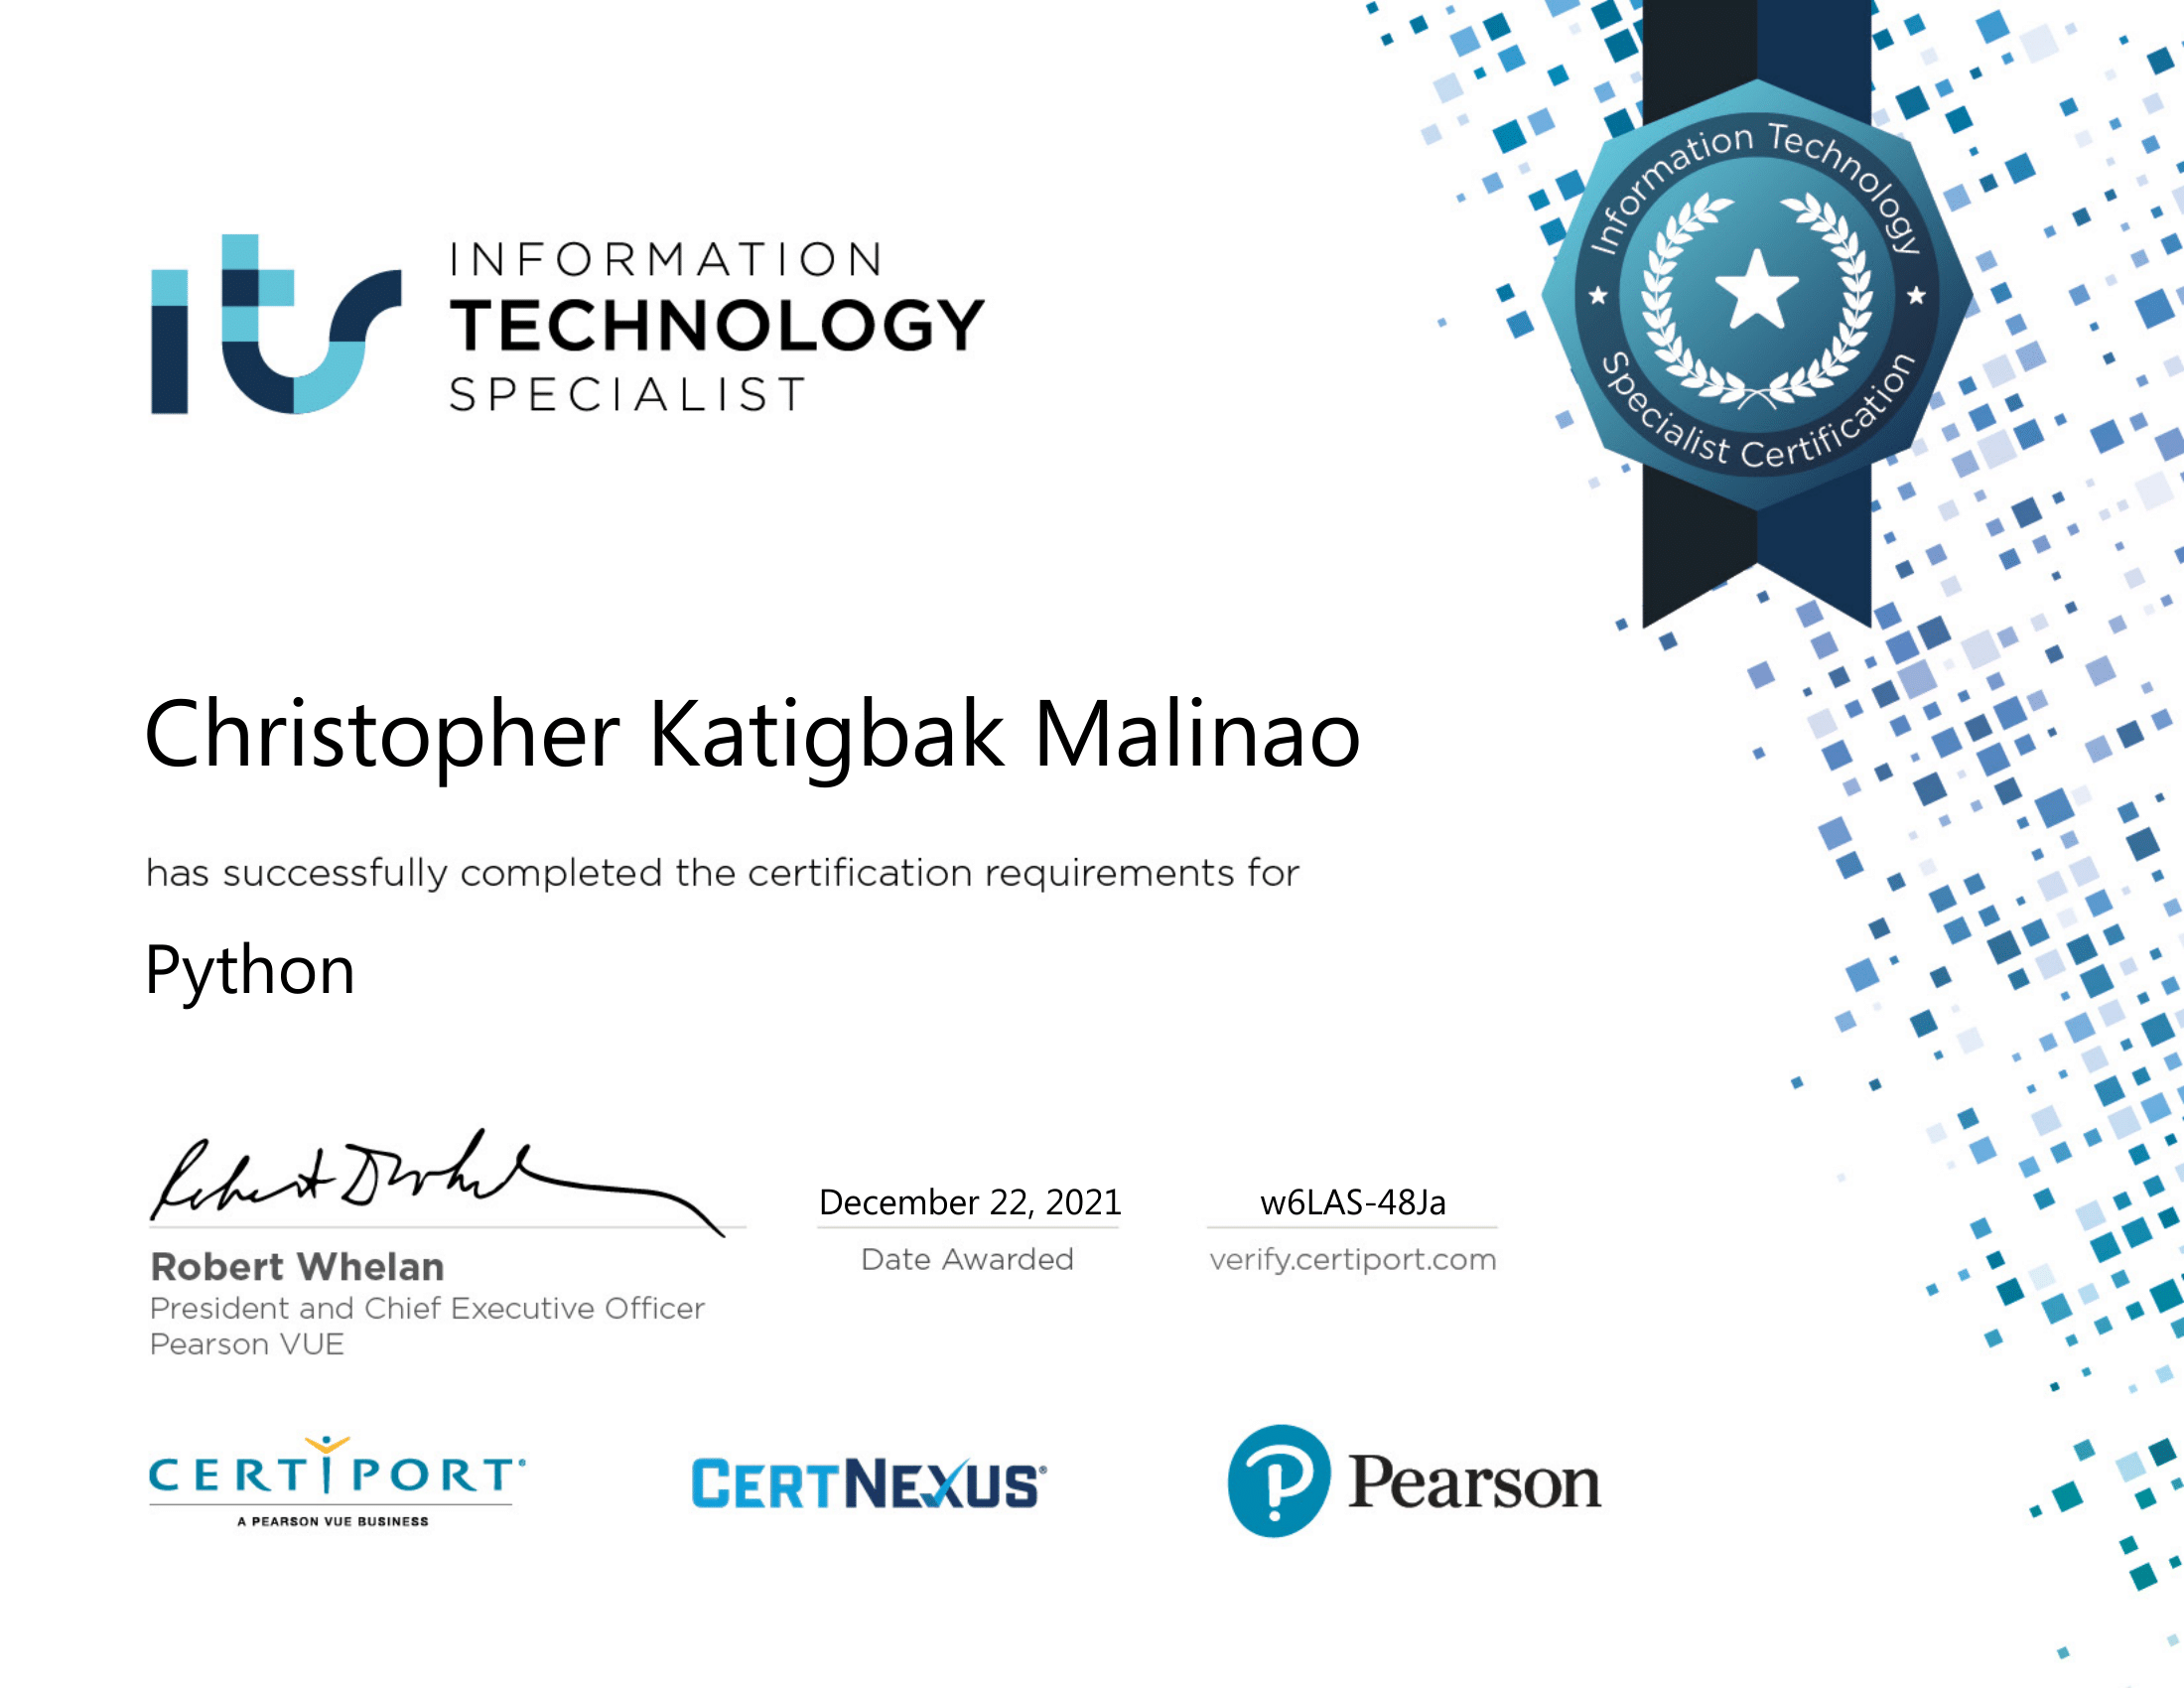 its
INFORMATION
TECHNOLOGY
SPECIALIST
Information Technology
Specialist Certification
Christopher Katigbak Malinao
has successfully completed the certification requirements for
Python
Robert Whelan
President and Chief Executive Officer
Pearson VUE
December 22, 2021
Date Awarded
w6LAS-48Ja
verify.certiport.com
CERTIPORT
A PEARSON VUE BUSINESS
CERTNEXUS®
P Pearson